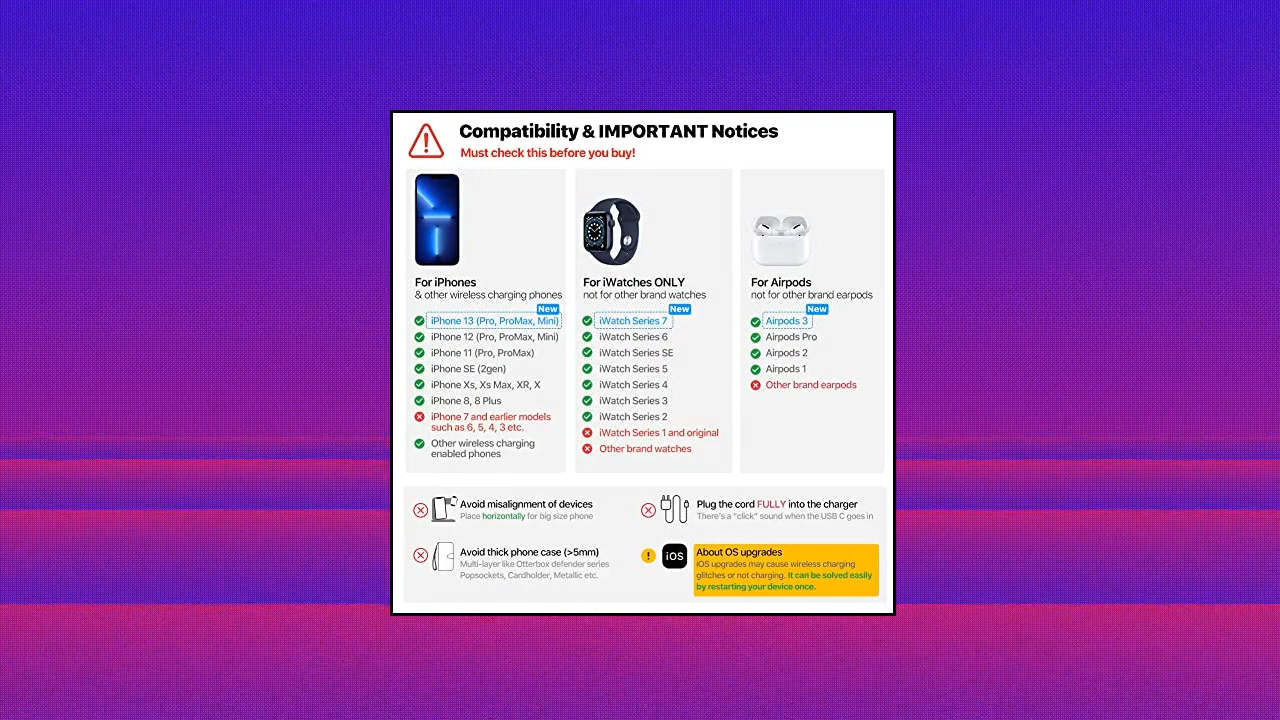 Compatibility & IMPORTANT Notices
Must check this before you buy!
For iPhones
& other wireless charging phones
New
iPhone 13 (Pro, ProMax, Mini)
iPhone 12 (Pro, ProMax, Mini)
iPhone 11 (Pro, ProMax)
iPhone SE (2gen)
iPhone Xs, Xs Max, XR, X
iPhone 8, 8 Plus
iPhone 7 and earlier models
such as 6, 5, 4, 3 etc.
Other wireless charging
enabled phones
For iWatches ONLY
not for other brand watches
New
iWatch Series 7
iWatch Series 6
iWatch Series SE
iWatch Series 5
iWatch Series 4
iWatch Series 3
iWatch Series 2
iWatch Series 1 and original
Other brand watches
For Airpods
not for other brand earpods
New
Airpods 3
Airpods Pro
Airpods 2
Airpods 1
Other brand earpods
Avoid misalignment of devices
Place horizontally for big size phone
Plug the cord FULLY into the charger
There's a “click” sound when the USB C goes in
Avoid thick phone case (>5mm)
Multi-layer like Otterbox defender series
Popsockets, Cardholder, Metallic etc.
iOS
About OS upgrades
iOS upgrades may cause wireless charging
glitches or not charging. It can be solved easily
by restarting your device once.